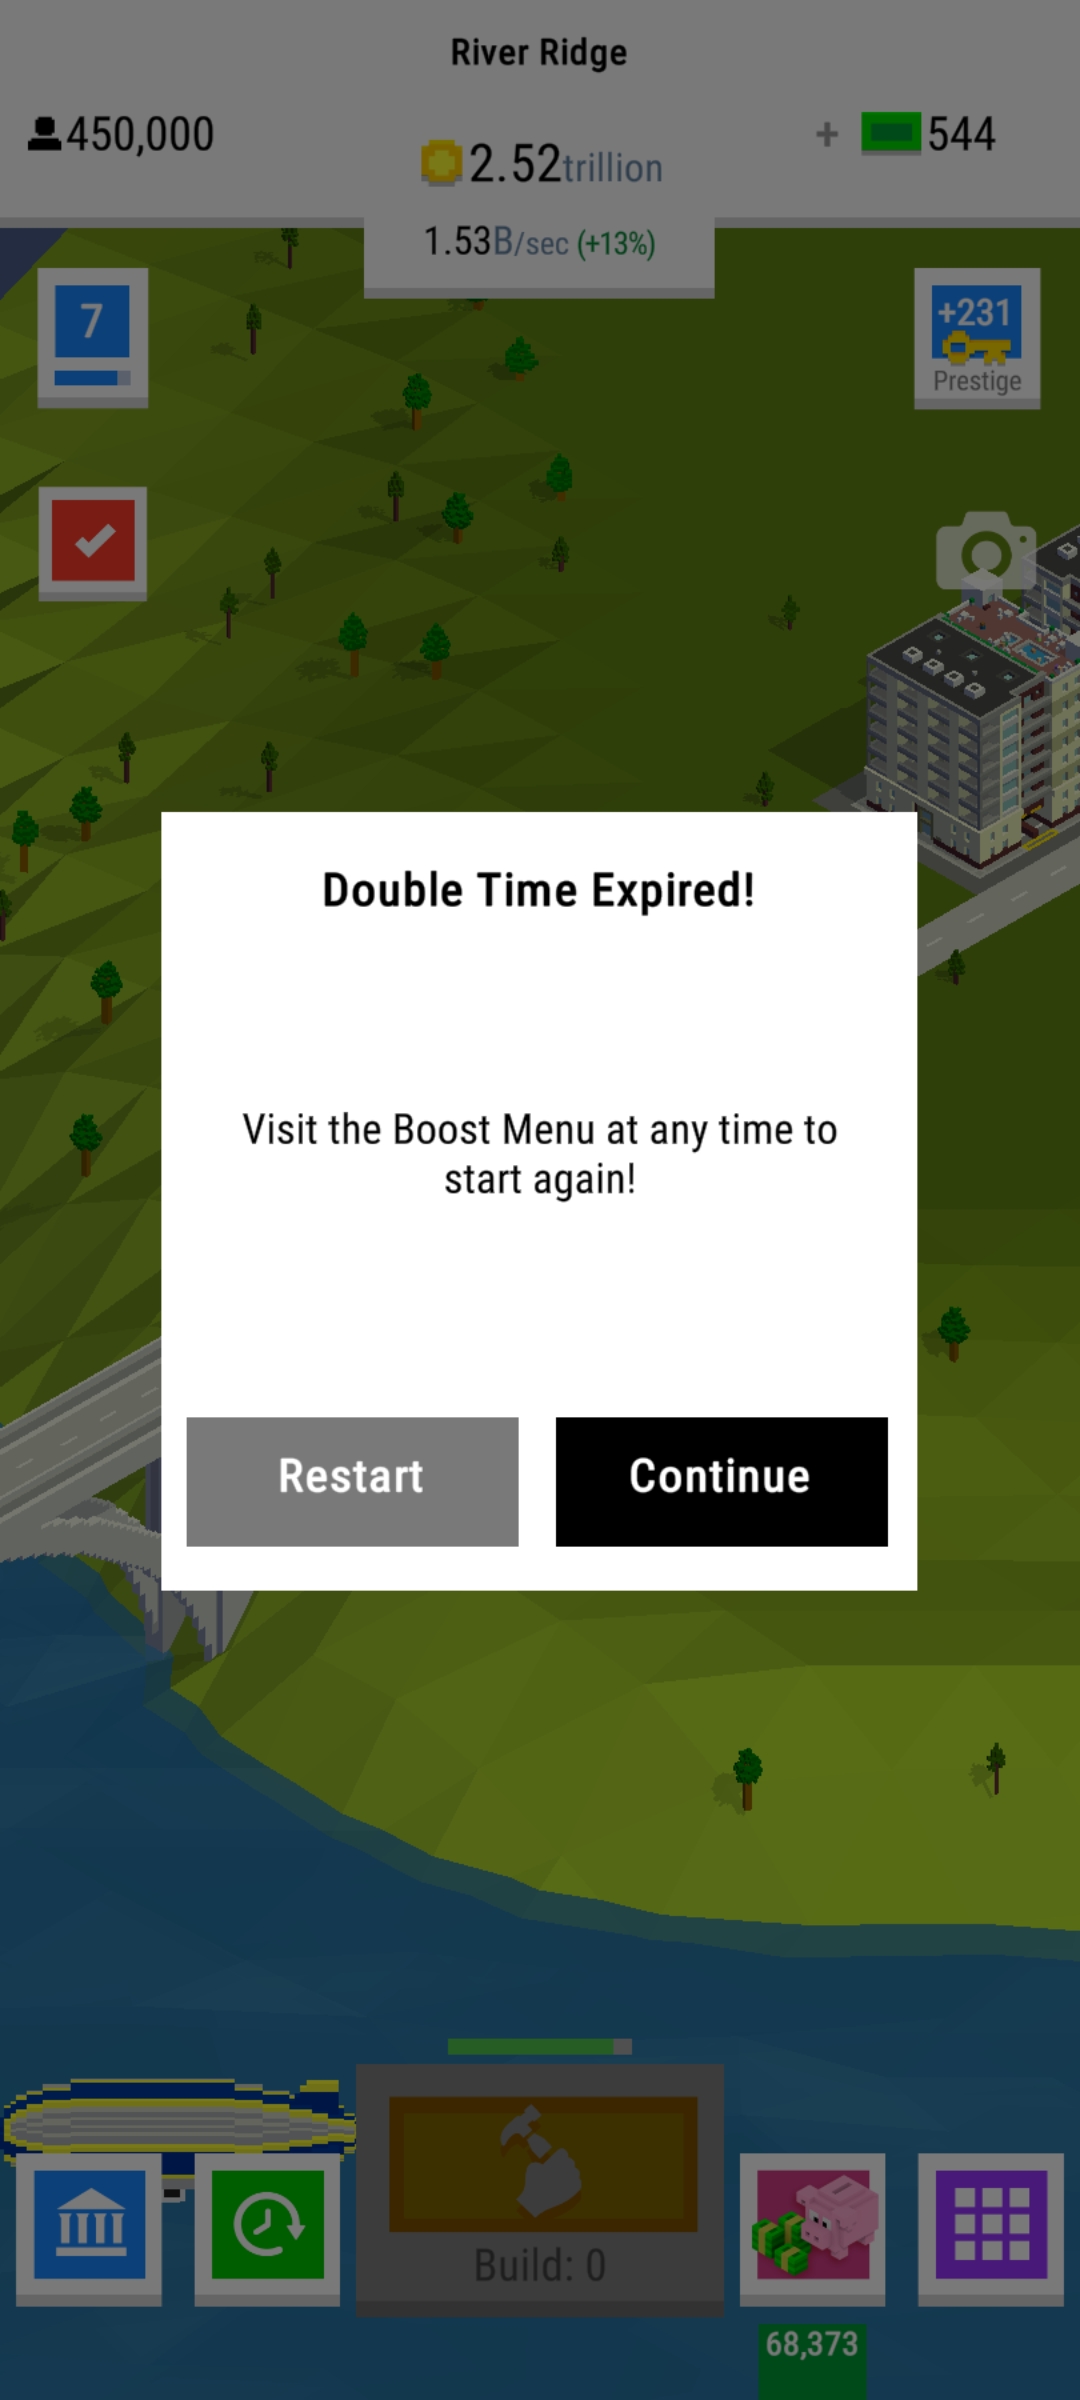 River Ridge
450,000
2.52trillion
+ 544
1.53B/sec (+13%)
7
+231
Prestige
Double Time Expired!
Visit the Boost Menu at any time to
start again!
Restart
Continue
Build: 0
68,373